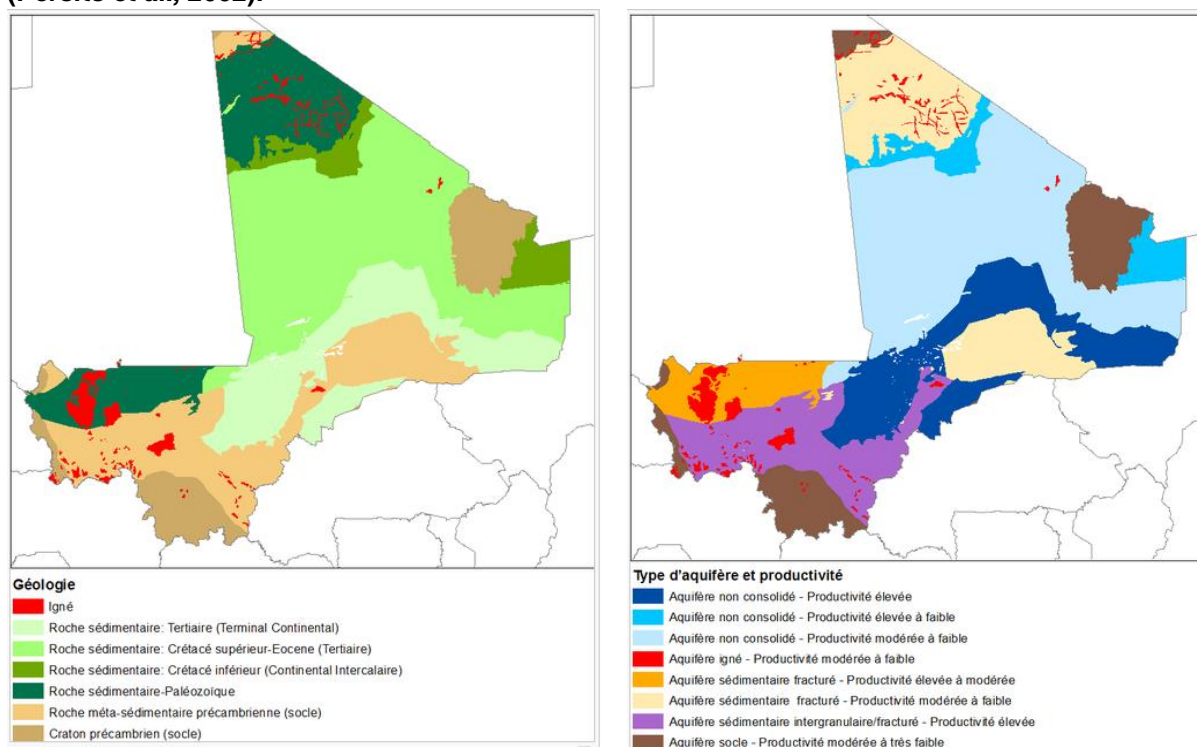 (Persits et all, 2002).
Géologie
Igné
Roche sédimentaire: Tertiaire (Terminal Continental)
Roche sédimentaire: Crétacé supérieur-Eocene (Tertiaire)
Roche sédimentaire: Crétacé inférieur (Continental Intercalaire)
Roche sédimentaire-Paléozoïque
Roche méta-sédimentaire précambrienne (socle)
Craton précambrien (socle)
Type d'aquifère et productivité
Aquifère non consolidé - Productivité élevée
Aquifère non consolidé - Productivité élevée à faible
Aquifère non consolidé - Productivité modérée à faible
Aquifère igné - Productivité modérée à faible
Aquifère sédimentaire fracturé - Productivité élevée à modérée
Aquifère sédimentaire fracturé - Productivité modérée à faible
Aquifère sédimentaire intergranulaire/fracturé - Productivité élevée
Aquifère socle - Productivité modérée à très faible